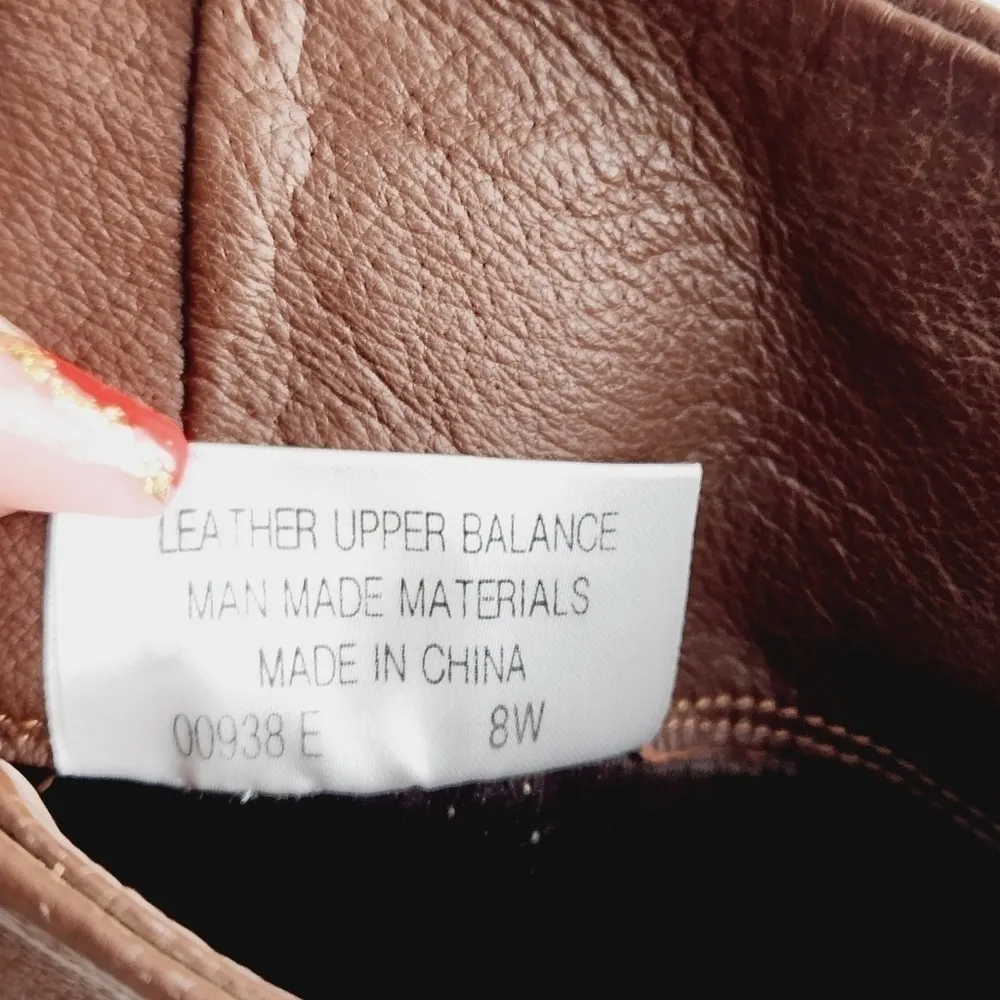 LEATHER UPPER BALANCE
MAN MADE MATERIALS
MADE IN CHINA
00938 E 8W